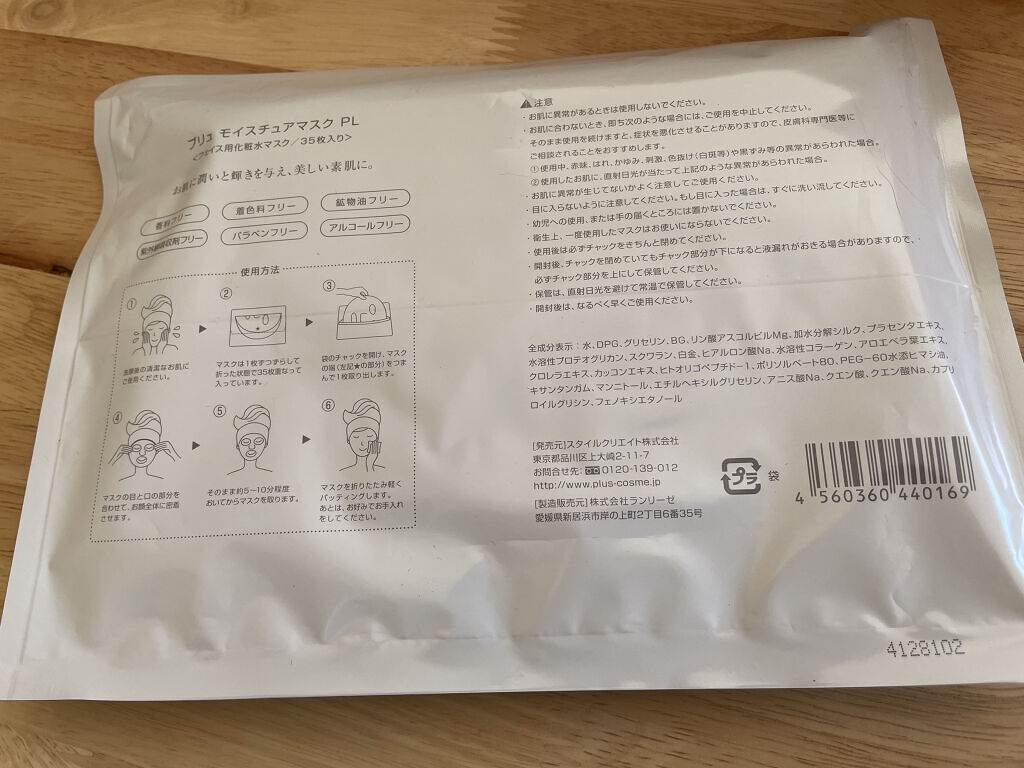 プリュ モイスチュアマスク PL
<フェイス用化粧水マスク/35枚入り>
お肌に潤いと輝きを与え、美しい素肌に。
香料フリー
着色料フリー
鉱物油フリー
紫外線吸収剤フリー
パラベンフリー
アルコールフリー
使用方法
①
洗顔後の清潔なお肌に
ご使用ください。
②
マスクは1枚ずつずらして
折った状態で35枚重なって
入っています。
③
袋のチャックを開け、マスク
の端(左記★の部分)をつま
んで1枚取り出します。
④
マスクの目と口の部分を
合わせて、お顔全体に密着
させます。
⑤
そのまま約5〜10分程度
おいてからマスクを取ります。
⑥
マスクを折りたたみ軽く
パッティングします。
あとは、お好みでお手入れ
をしてください。
注意
・お肌に異常があるときは使用しないでください。
・お肌に合わないとき、即ち次のような場合には、ご使用を中止してください。
そのまま使用を続けますと、症状を悪化させることがありますので、皮膚科専門医等に
ご相談されることをおすすめします。
①使用中、赤味、はれ、かゆみ、刺激、色抜け(白斑等)や黒ずみ等の異常があらわれた場合。
②使用したお肌に、直射日光が当たって上記のような異常があらわれた場合。
・お肌に異常が生じてないかよく注意してご使用ください。
・目に入らないように注意してください。もし目に入った場合は、すぐに洗い流してください。
・幼児への使用、または手の届くところには置かないでください。
・衛生上、一度使用したマスクはお使いにならないでください。
・使用後は必ずチャックをきちんと閉めてください。
・開封後、チャックを閉めていてもチャック部分が下になると液漏れがおきる場合がありますので、
必ずチャック部分を上にして保管してください。
・保管は、直射日光を避けて常温で保管してください。
・開封後は、なるべく早くご使用ください。
全成分表示:水、DPG、グリセリン、BG、リン酸アスコルビルMg、加水分解シルク、プラセンタエキス、
水溶性プロテオグリカン、スクワラン、白金、ヒアルロン酸Na、水溶性コラーゲン、アロエベラ葉エキス、
クロレラエキス、カッコンエキス、ヒトオリゴペプチド-1、ポリソルベート80、PEG-60水添ヒマシ油、
キサンタンガム、マンニトール、エチルヘキシルグリセリン、アニス酸Na、クエン酸、クエン酸Na、カプリ
ロイルグリシン、フェノキシエタノール
[発売元]スタイルクリエイト株式会社
東京都品川区上大崎2-11-7
お問合せ先:0120-139-012
http://www.plus-cosme.jp
[製造販売元]株式会社ランリーゼ
愛媛県新居浜市岸の上町2丁目6番35号
プラ
袋
4 560360 440169
4128102